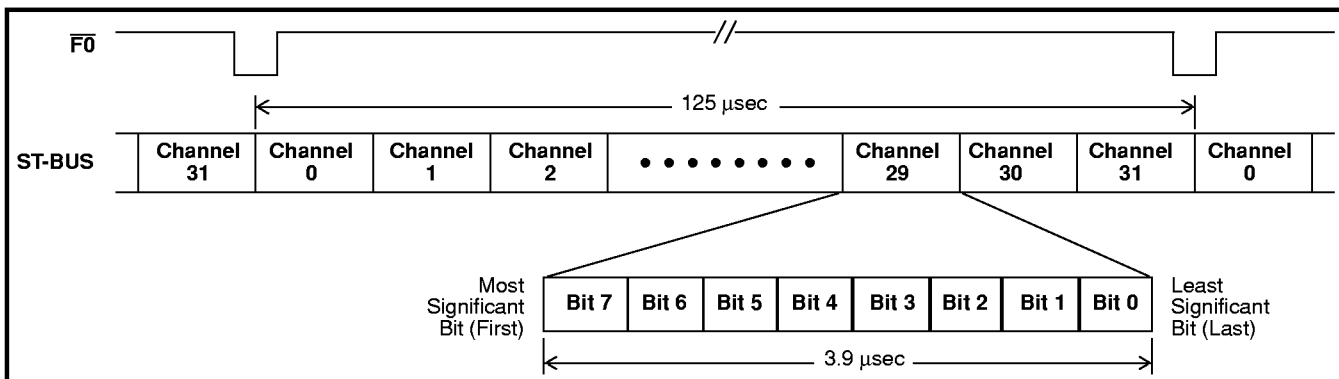 F0
125 μsec
ST-BUS
Channel 31
Channel 0
Channel 1
Channel 2
Channel 29
Channel 30
Channel 31
Channel 0
Most Significant Bit (First)
Bit 7
Bit 6
Bit 5
Bit 4
Bit 3
Bit 2
Bit 1
Bit 0
Least Significant Bit (Last)
3.9 μsec